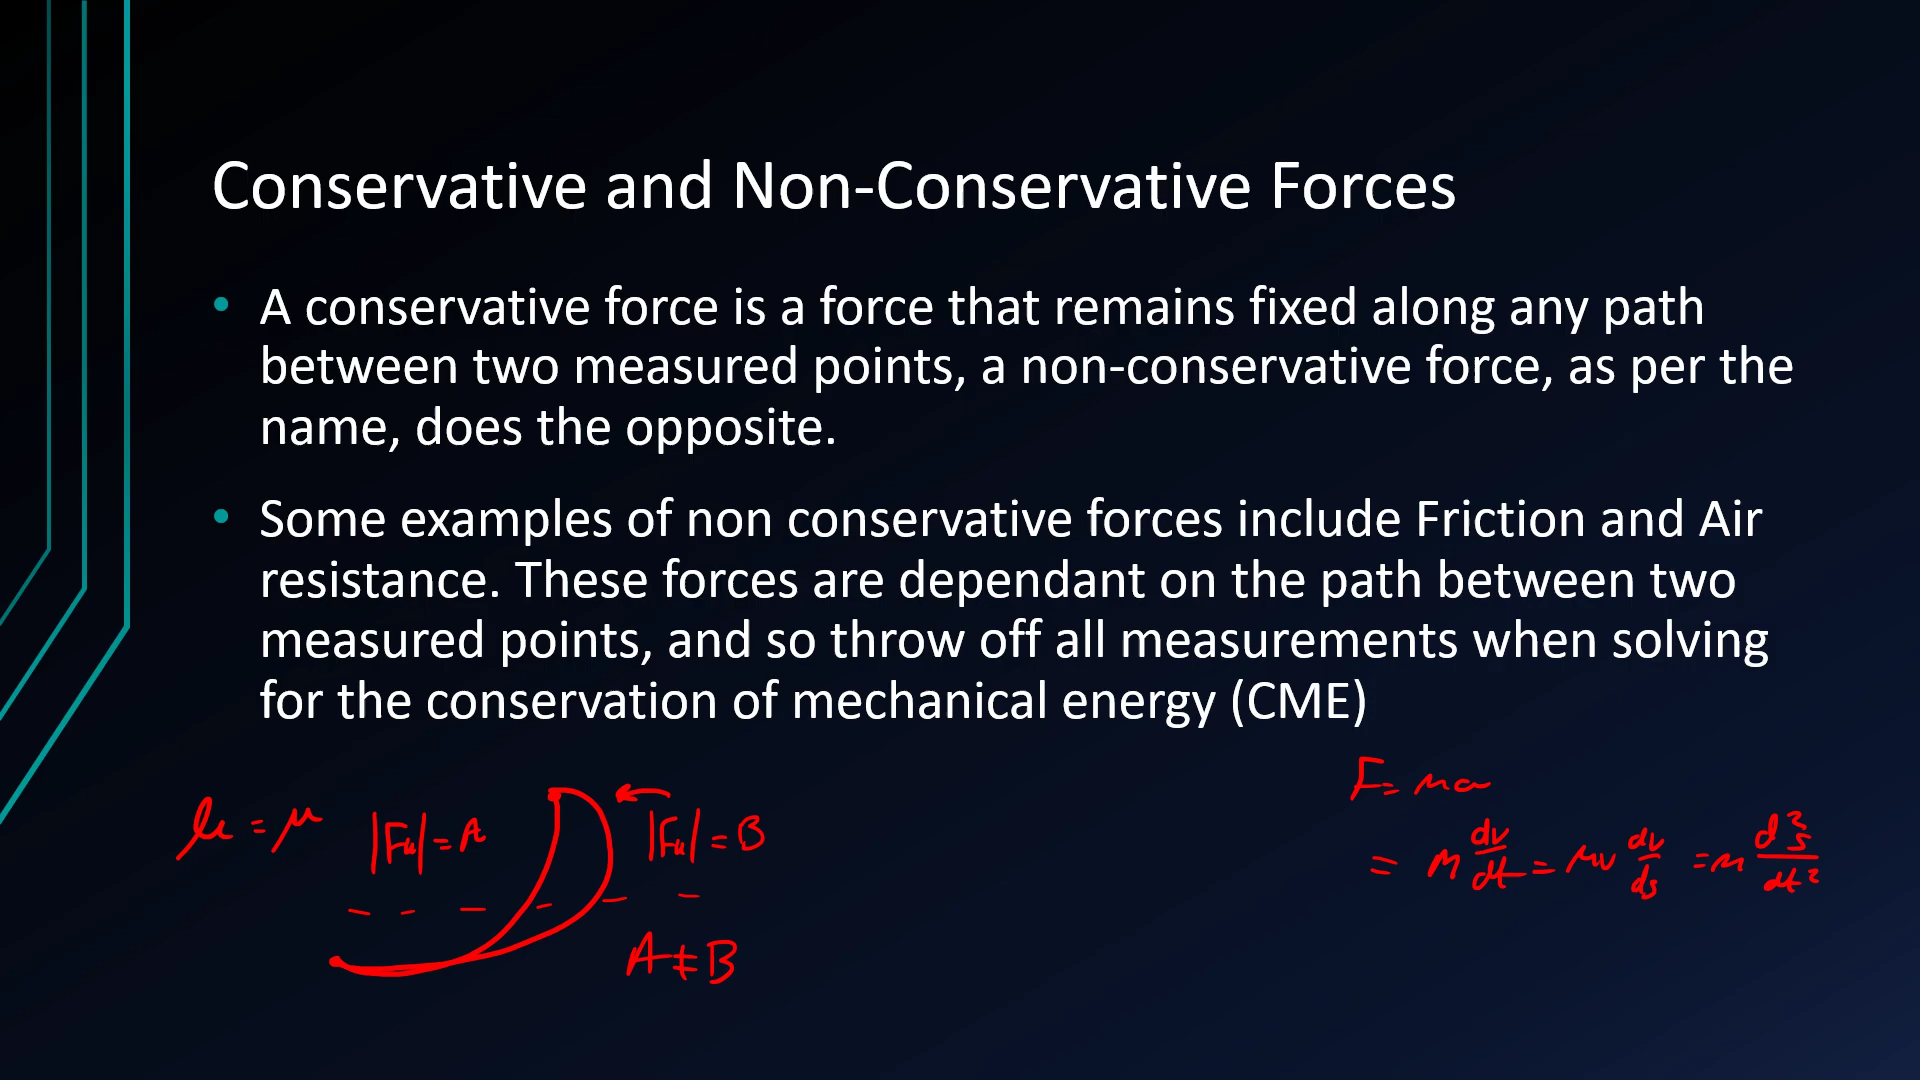 Conservative and Non-Conservative Forces
• A conservative force is a force that remains fixed along any path
between two measured points, a non-conservative force, as per the
name, does the opposite.
• Some examples of non conservative forces include Friction and Air
resistance. These forces are dependant on the path between two
measured points, and so throw off all measurements when solving
for the conservation of mechanical energy (CME)
F = ma
μ = μ |Fμ| = A |Fμ| = B
= m dv/dt = mv dv/ds = m d²s/dt²
A ≠ B